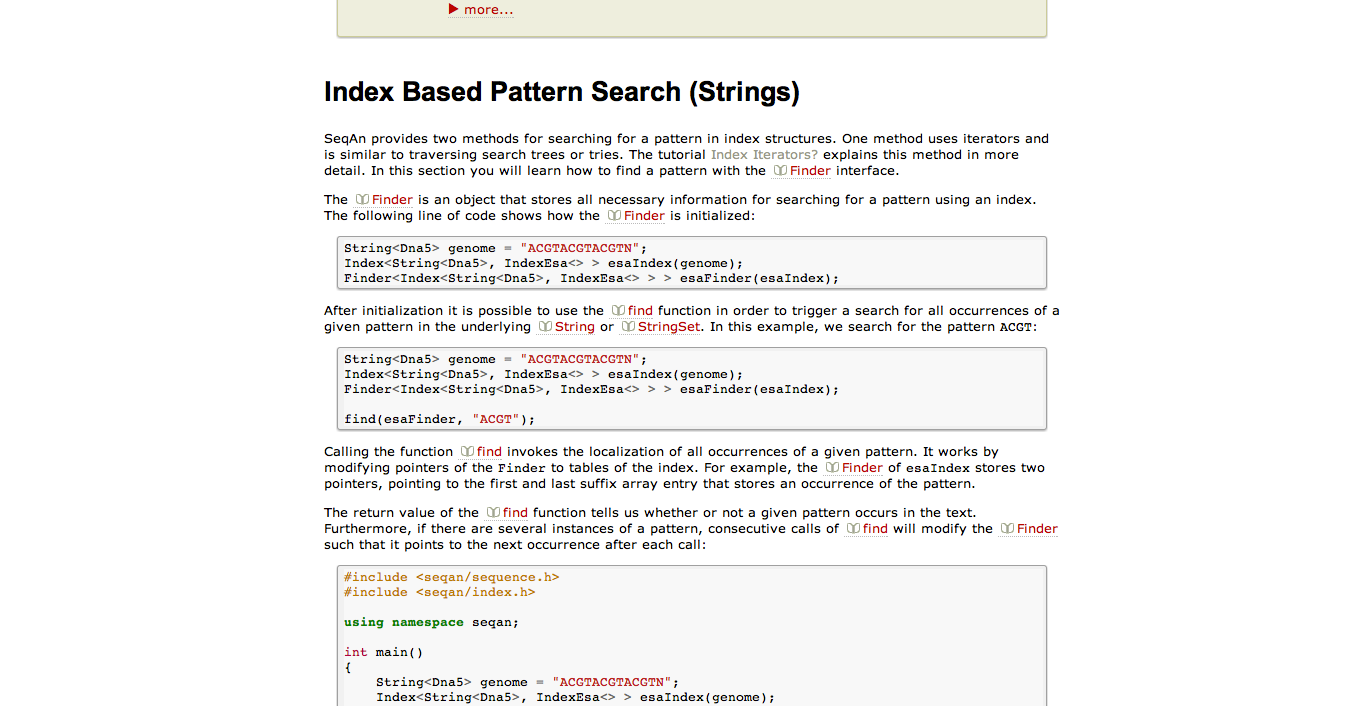 ▶ more...
Index Based Pattern Search (Strings)
SeqAn provides two methods for searching for a pattern in index structures. One method uses iterators and
is similar to traversing search trees or tries. The tutorial Index Iterators? explains this method in more
detail. In this section you will learn how to find a pattern with the Finder interface.
The Finder is an object that stores all necessary information for searching for a pattern using an index.
The following line of code shows how the Finder is initialized:
String<Dna5> genome = "ACGTACGTACGTN";
Index<String<Dna5>, IndexEsa<> > esaIndex(genome);
Finder<Index<String<Dna5>, IndexEsa<> > > esaFinder(esaIndex);
After initialization it is possible to use the find function in order to trigger a search for all occurrences of a
given pattern in the underlying String or StringSet. In this example, we search for the pattern ACGT:
String<Dna5> genome = "ACGTACGTACGTN";
Index<String<Dna5>, IndexEsa<> > esaIndex(genome);
Finder<Index<String<Dna5>, IndexEsa<> > > esaFinder(esaIndex);
find(esaFinder, "ACGT");
Calling the function find invokes the localization of all occurrences of a given pattern. It works by
modifying pointers of the Finder to tables of the index. For example, the Finder of esaIndex stores two
pointers, pointing to the first and last suffix array entry that stores an occurrence of the pattern.
The return value of the find function tells us whether or not a given pattern occurs in the text.
Furthermore, if there are several instances of a pattern, consecutive calls of find will modify the Finder
such that it points to the next occurrence after each call:
#include <seqan/sequence.h>
#include <seqan/index.h>
using namespace seqan;
int main()
{
    String<Dna5> genome = "ACGTACGTACGTN";
    Index<String<Dna5>, IndexEsa<> > esaIndex(genome);